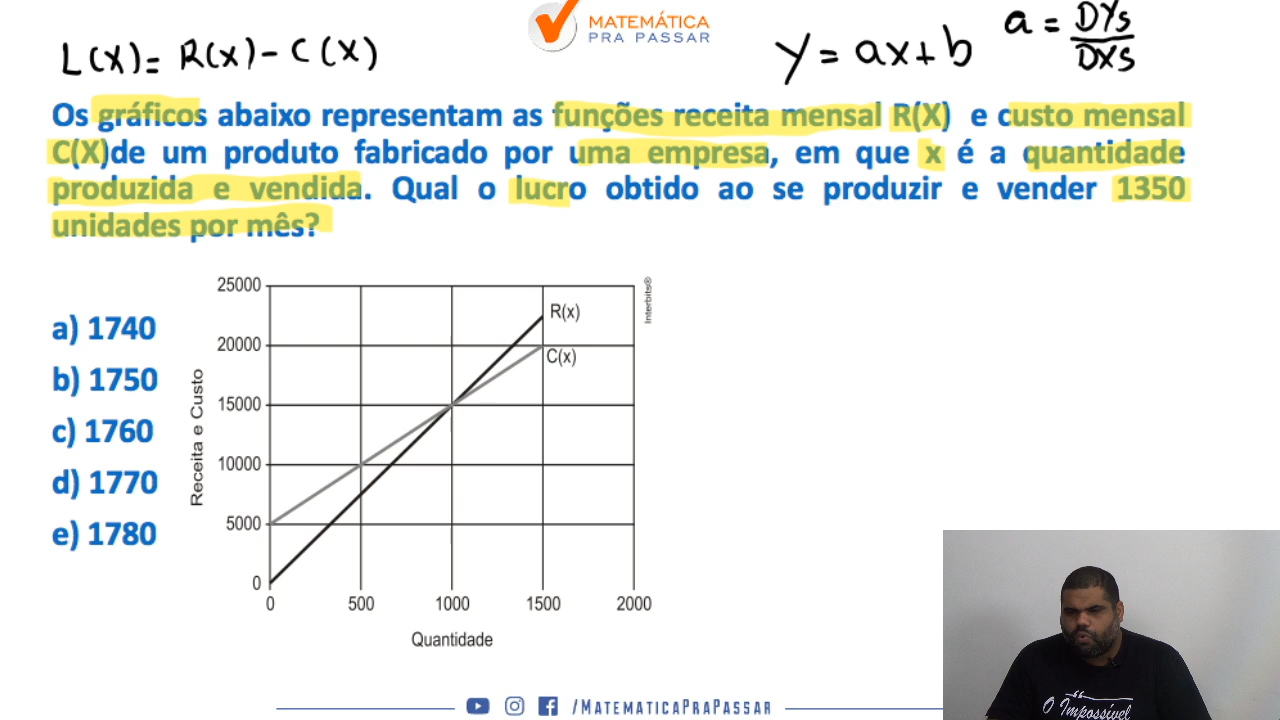 MATEMÁTICA
PRA PASSAR
L(X)= R(x)-C(X)
Y = ax+b
a = DYs
DXS
Os gráficos abaixo representam as funções receita mensal R(X) e custo mensal
C(X)de um produto fabricado por uma empresa, em que x é a quantidade
produzida e vendida. Qual o lucro obtido ao se produzir e vender 1350
unidades por mês?
a) 1740
b) 1750
c) 1760
d) 1770
e) 1780
Receita e Custo
25000
20000
15000
10000
5000
0
R(x)
C(x)
Interbits®
0 500 1000 1500 2000
Quantidade
/MATEMATICAPRAPASSAR
O Impossível